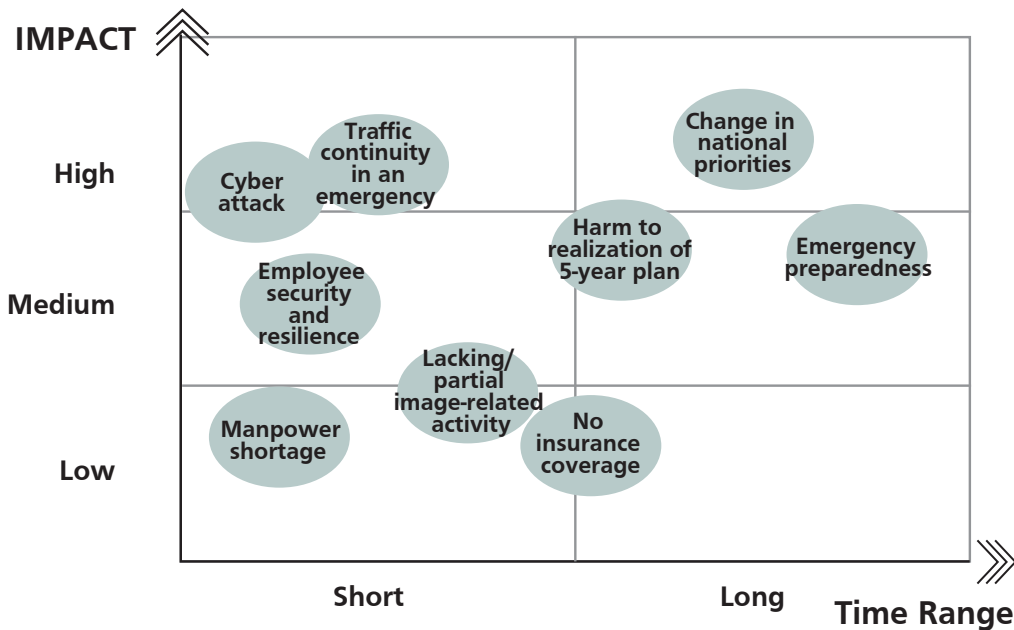 IMPACT
High
Medium
Low
Cyber
attack
Traffic
continuity
in an
emergency
Change in
national
priorities
Employee
security
and
resilience
Harm to
realization of
5-year plan
Emergency
preparedness
Lacking/
partial
image-related
activity
Manpower
shortage
No
insurance
coverage
Short
Long
Time Range